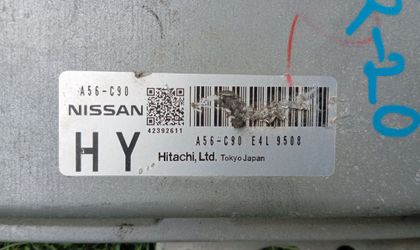 A56-C90
NISSAN
42392611
A56-C90 E4L 9508
HY
Hitachi, Ltd. Tokyo Japan